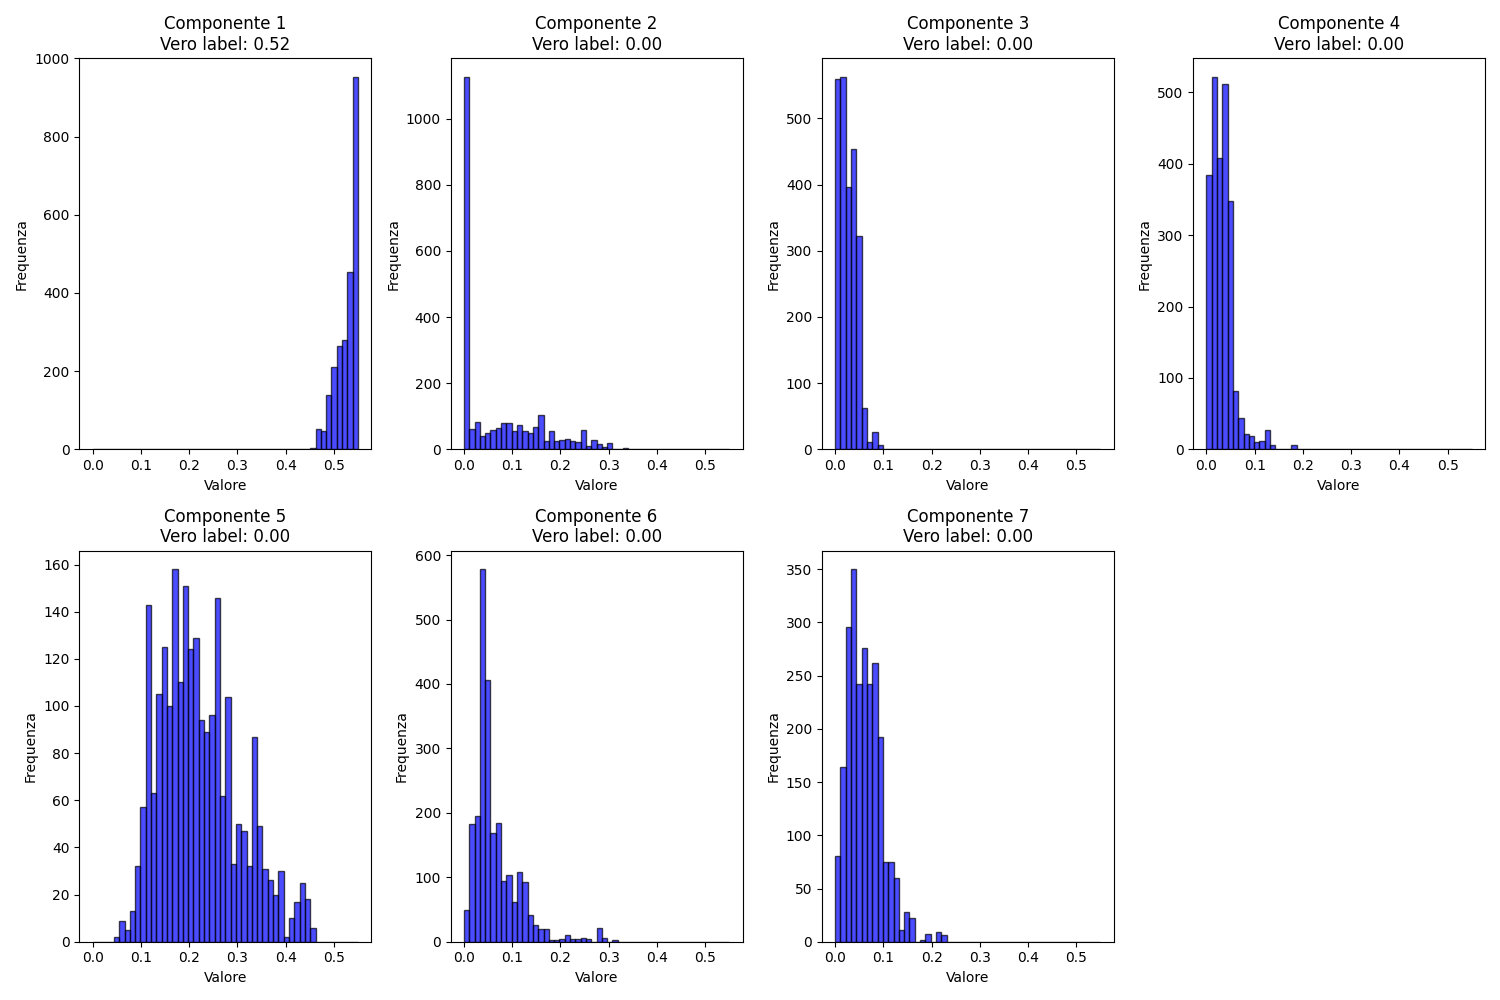 Componente 1
Vero label: 0.52
1000
800
600
400
200
0
Frequenza
0.0 0.1 0.2 0.3 0.4 0.5
Valore
Componente 2
Vero label: 0.00
1000
800
600
400
200
0
Frequenza
0.0 0.1 0.2 0.3 0.4 0.5
Valore
Componente 3
Vero label: 0.00
500
400
300
200
100
0
Frequenza
0.0 0.1 0.2 0.3 0.4 0.5
Valore
Componente 4
Vero label: 0.00
500
400
300
200
100
0
Frequenza
0.0 0.1 0.2 0.3 0.4 0.5
Valore
Componente 5
Vero label: 0.00
160
140
120
100
80
60
40
20
0
Frequenza
0.0 0.1 0.2 0.3 0.4 0.5
Valore
Componente 6
Vero label: 0.00
600
500
400
300
200
100
0
Frequenza
0.0 0.1 0.2 0.3 0.4 0.5
Valore
Componente 7
Vero label: 0.00
350
300
250
200
150
100
50
0
Frequenza
0.0 0.1 0.2 0.3 0.4 0.5
Valore